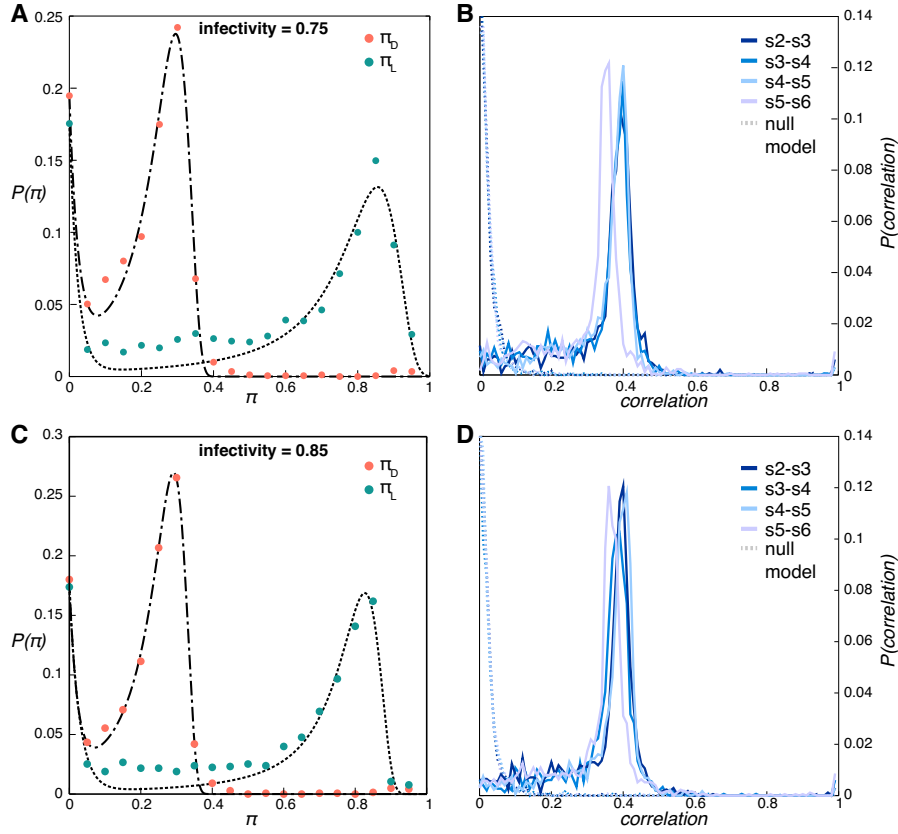 A
infectivity = 0.75
π_D
π_L
0.25
0.2
0.15
P(π)
0.1
0.05
0
0 0.2 0.4 0.6 0.8 1
π
B
s2-s3
s3-s4
s4-s5
s5-s6
null
model
0.14
0.12
0.10
0.08
0.06
0.04
0.02
0
P(correlation)
0 0.2 0.4 0.6 0.8 1
correlation
C
infectivity = 0.85
π_D
π_L
0.3
0.25
0.2
0.15
P(π)
0.1
0.05
0
0 0.2 0.4 0.6 0.8 1
π
D
s2-s3
s3-s4
s4-s5
s5-s6
null
model
0.14
0.12
0.10
0.08
0.06
0.04
0.02
0
P(correlation)
0 0.2 0.4 0.6 0.8 1
correlation